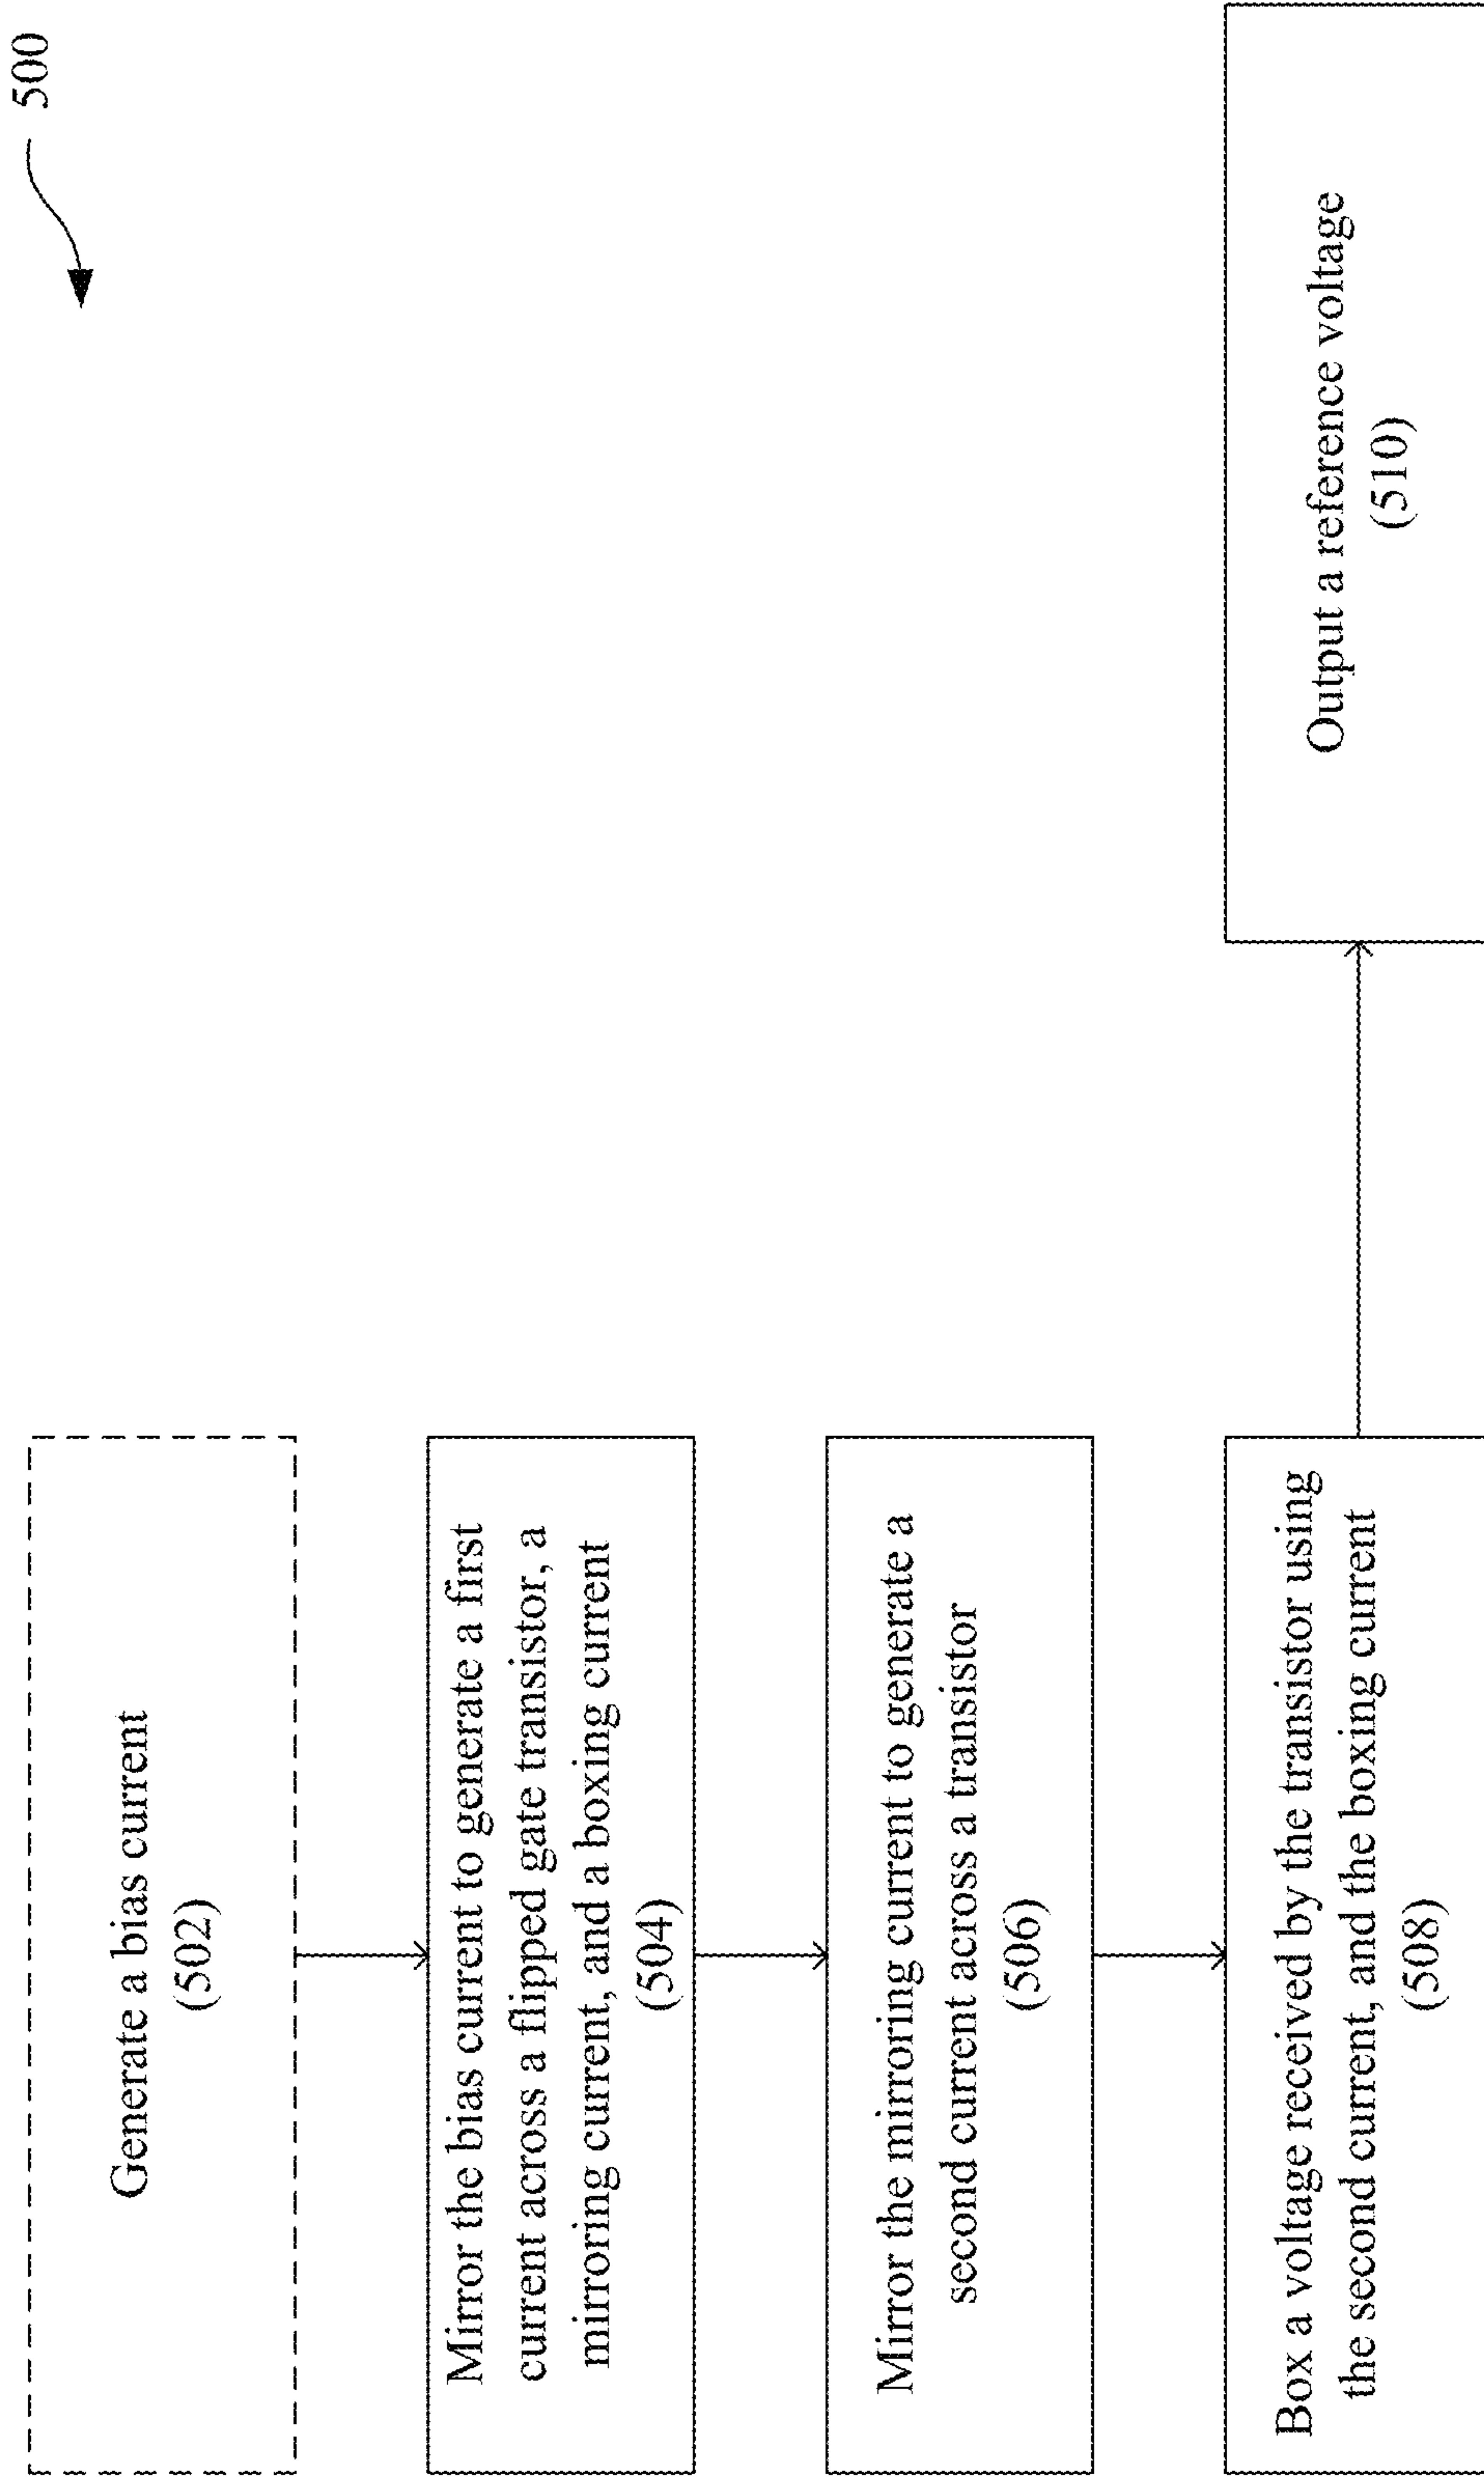 500
Generate a bias current
(502)
Mirror the bias current to generate a first
current across a flipped gate transistor, a
mirroring current, and a boxing current
(504)
Mirror the mirroring current to generate a
second current across a transistor
(506)
Box a voltage received by the transistor using
the second current, and the boxing current
(508)
Output a reference voltage
(510)